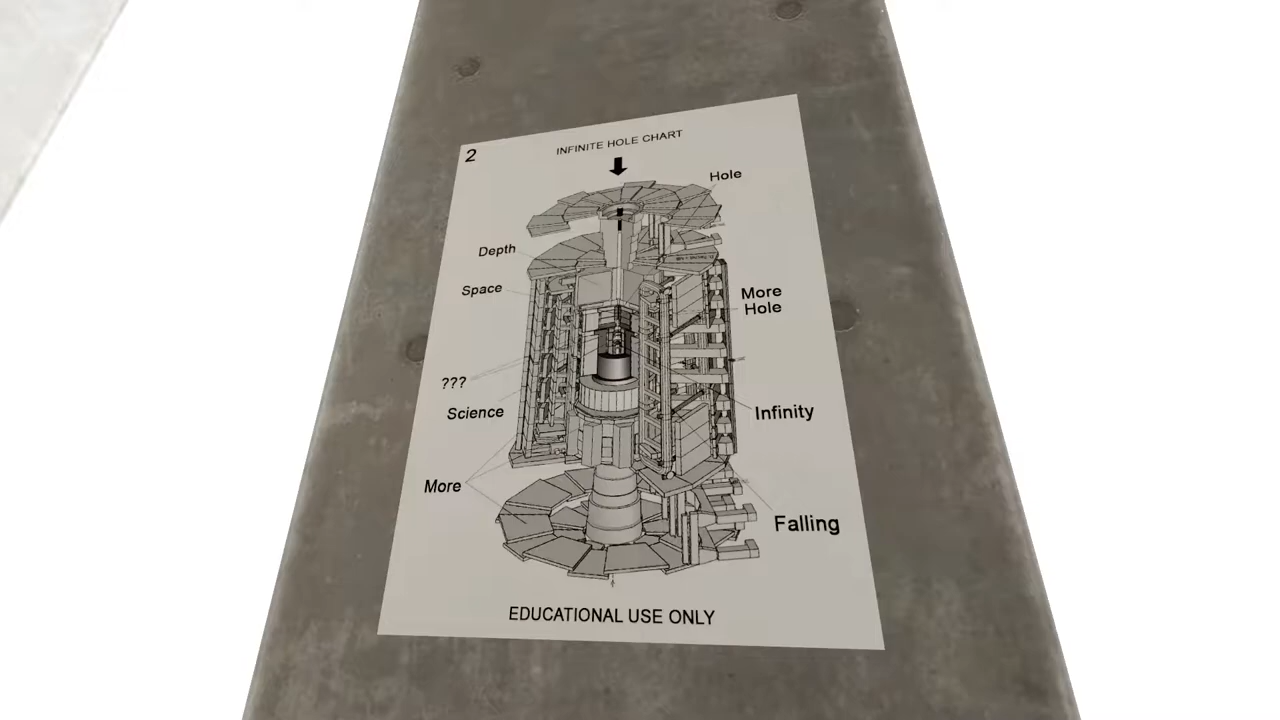 2
INFINITE HOLE CHART
Hole
Depth
Space
More
Hole
???
Science
Infinity
More
Falling
EDUCATIONAL USE ONLY